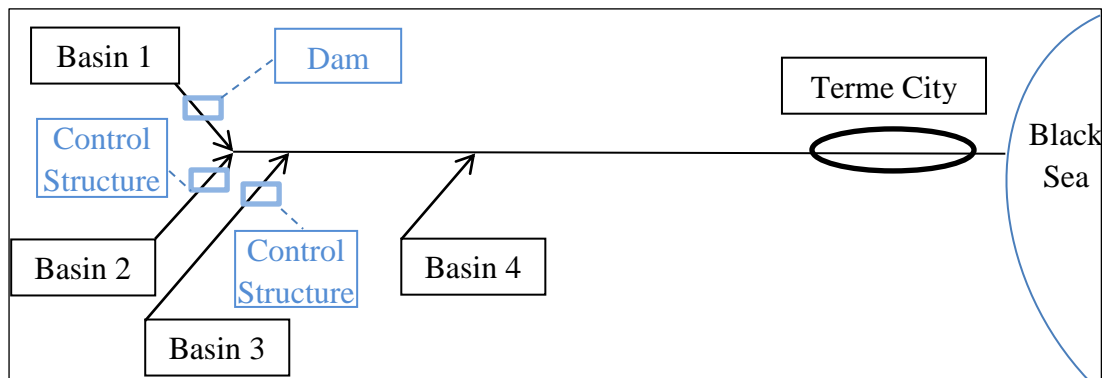 Basin 1
Dam
Terme City
Control
Structure
Black
Sea
Basin 2
Control
Structure
Basin 4
Basin 3